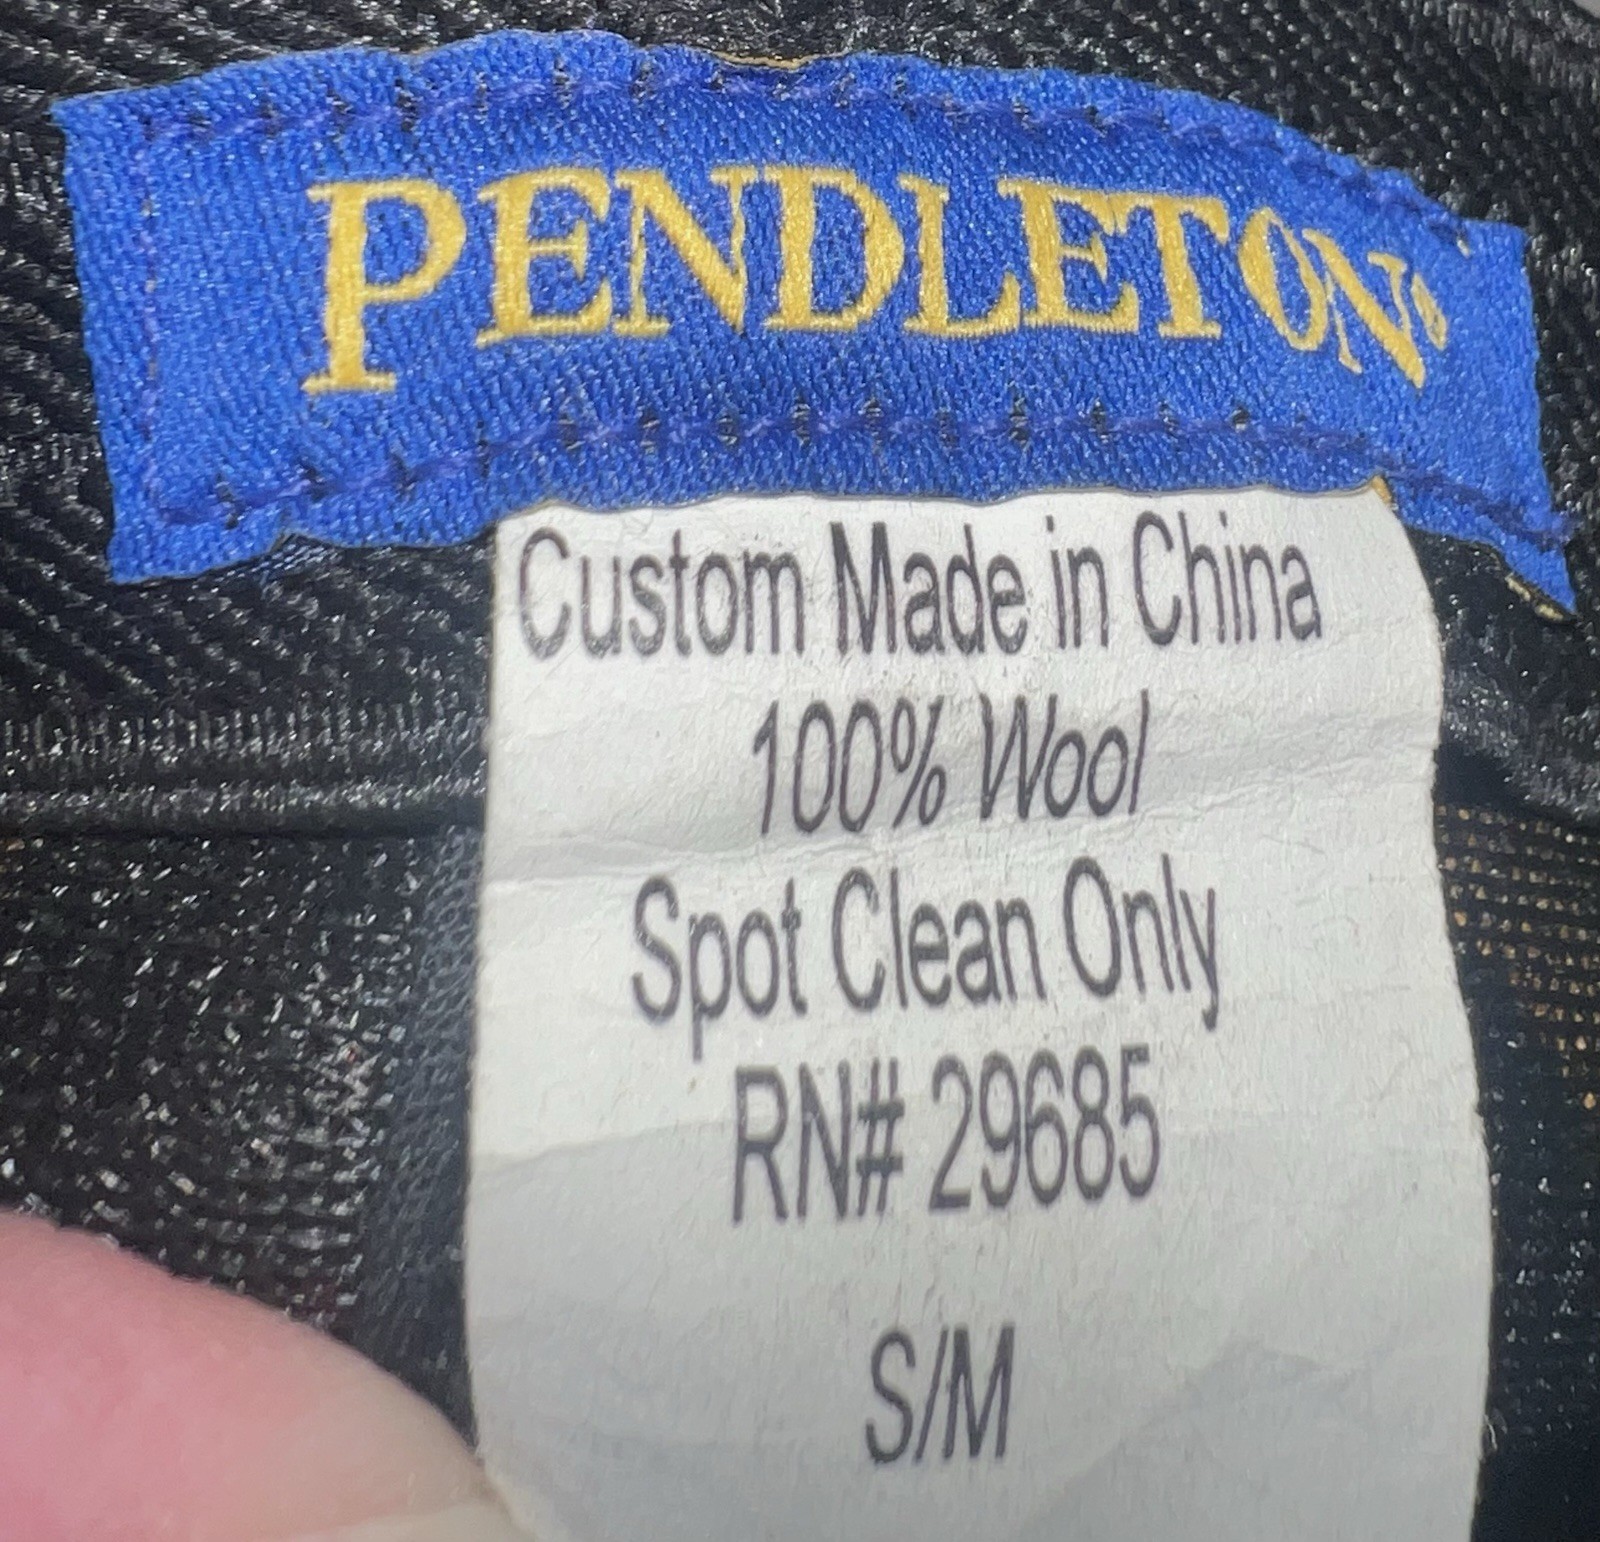 PENDLETON®
Custom Made in China
100% Wool
Spot Clean Only
RN# 29685
S/M